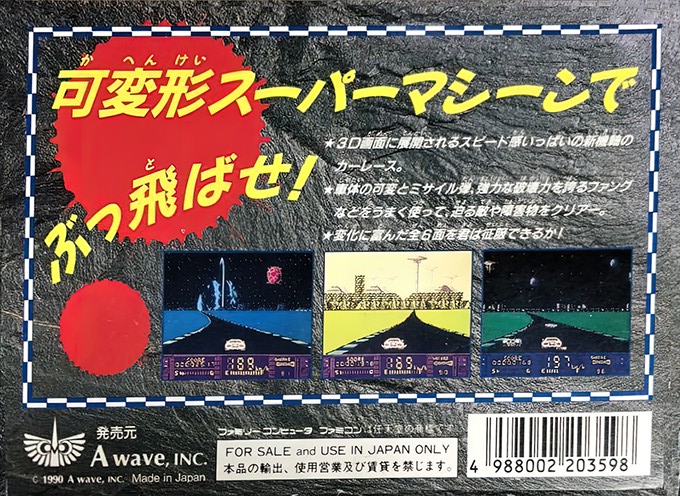 か へん けい
可変形スーパーマシーンで
と
ぶっ飛ばせ!
★3D画面に展開されるスピード感いっぱいの新機軸の
カーレース。
★車体の可変とミサイル弾、強力な破壊力を誇るファング
などをうまく使って、迫る敵や障害物をクリアー。
★変化に富んだ全6面を君は征服できるか!
SCORE
188
SCORE
189
SCORE
197
発売元
A wave, INC.
© 1990 A wave, INC. Made in Japan
ファミリーコンピュータ ファミコンは任天堂の商標です
FOR SALE and USE IN JAPAN ONLY
本品の輸出、使用営業及び賃貸を禁じます。
4 988002 203598